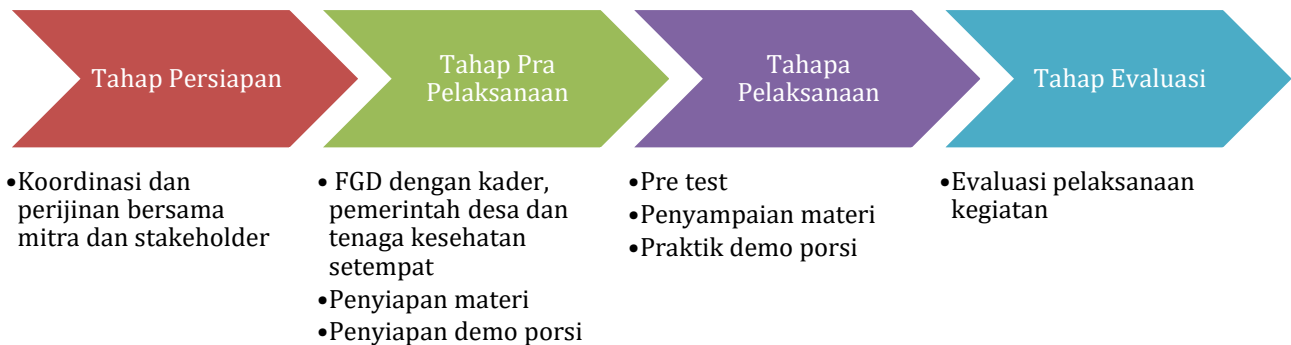 Tahap Persiapan
Tahap Pra
Pelaksanaan
Tahapa
Pelaksanaan
Tahap Evaluasi
•Koordinasi dan
perijinan bersama
mitra dan stakeholder
• FGD dengan kader,
pemerintah desa dan
tenaga kesehatan
setempat
•Penyiapan materi
•Penyiapan demo porsi
•Pre test
•Penyampaian materi
•Praktik demo porsi
•Evaluasi pelaksanaan
kegiatan